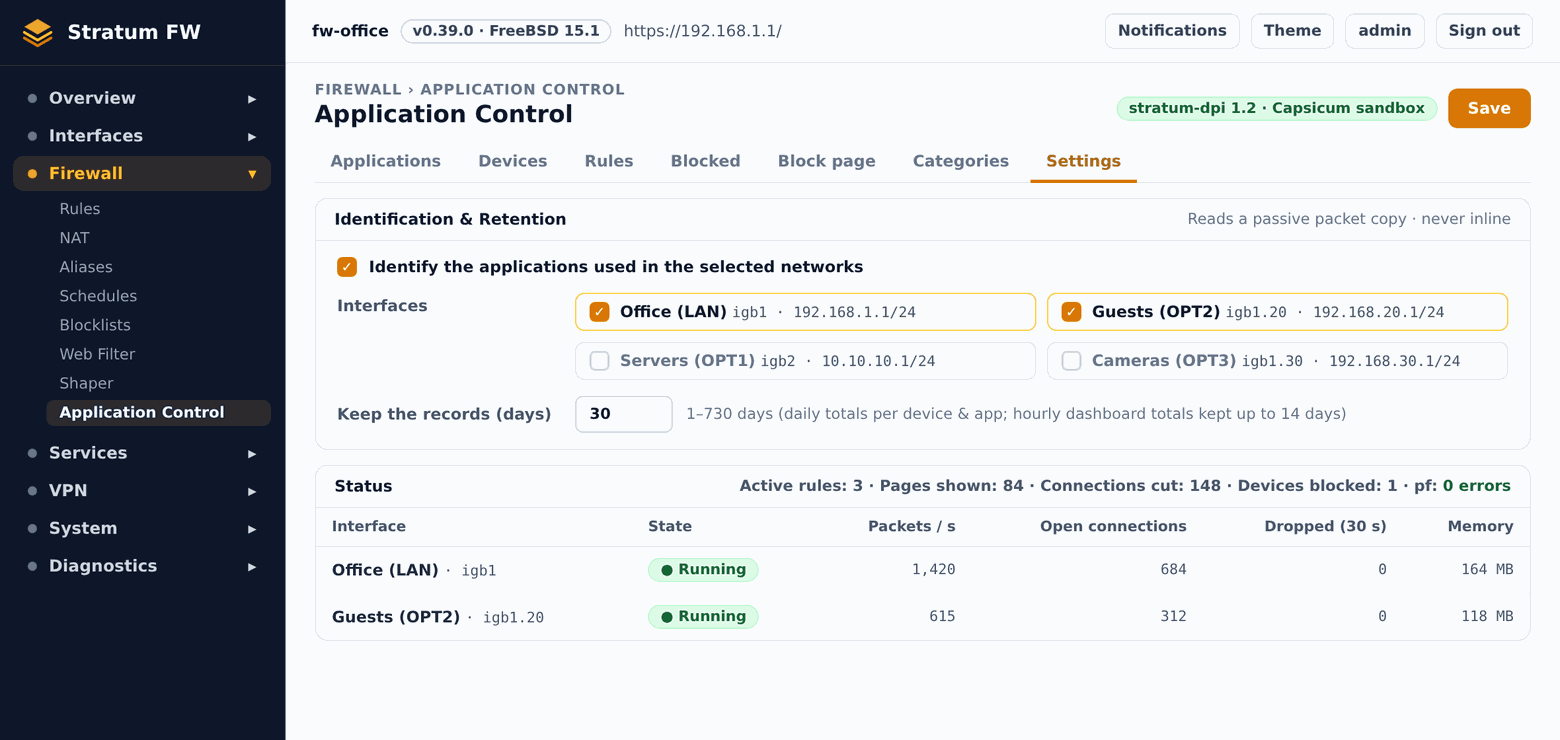 Stratum FW
fw-office v0.39.0 · FreeBSD 15.1 https://192.168.1.1/ Notifications Theme admin Sign out
Overview ▸
Interfaces ▸
Firewall ▾
Rules
NAT
Aliases
Schedules
Blocklists
Web Filter
Shaper
Application Control
Services ▸
VPN ▸
System ▸
Diagnostics ▸
FIREWALL › APPLICATION CONTROL
Application Control
stratum-dpi 1.2 · Capsicum sandbox Save
Applications Devices Rules Blocked Block page Categories Settings
Identification & Retention Reads a passive packet copy · never inline
✓ Identify the applications used in the selected networks
Interfaces
✓ Office (LAN) igb1 · 192.168.1.1/24 ✓ Guests (OPT2) igb1.20 · 192.168.20.1/24
Servers (OPT1) igb2 · 10.10.10.1/24 Cameras (OPT3) igb1.30 · 192.168.30.1/24
Keep the records (days) 30 1–730 days (daily totals per device & app; hourly dashboard totals kept up to 14 days)
Status Active rules: 3 · Pages shown: 84 · Connections cut: 148 · Devices blocked: 1 · pf: 0 errors
Interface State Packets / s Open connections Dropped (30 s) Memory
Office (LAN) · igb1 ● Running 1,420 684 0 164 MB
Guests (OPT2) · igb1.20 ● Running 615 312 0 118 MB